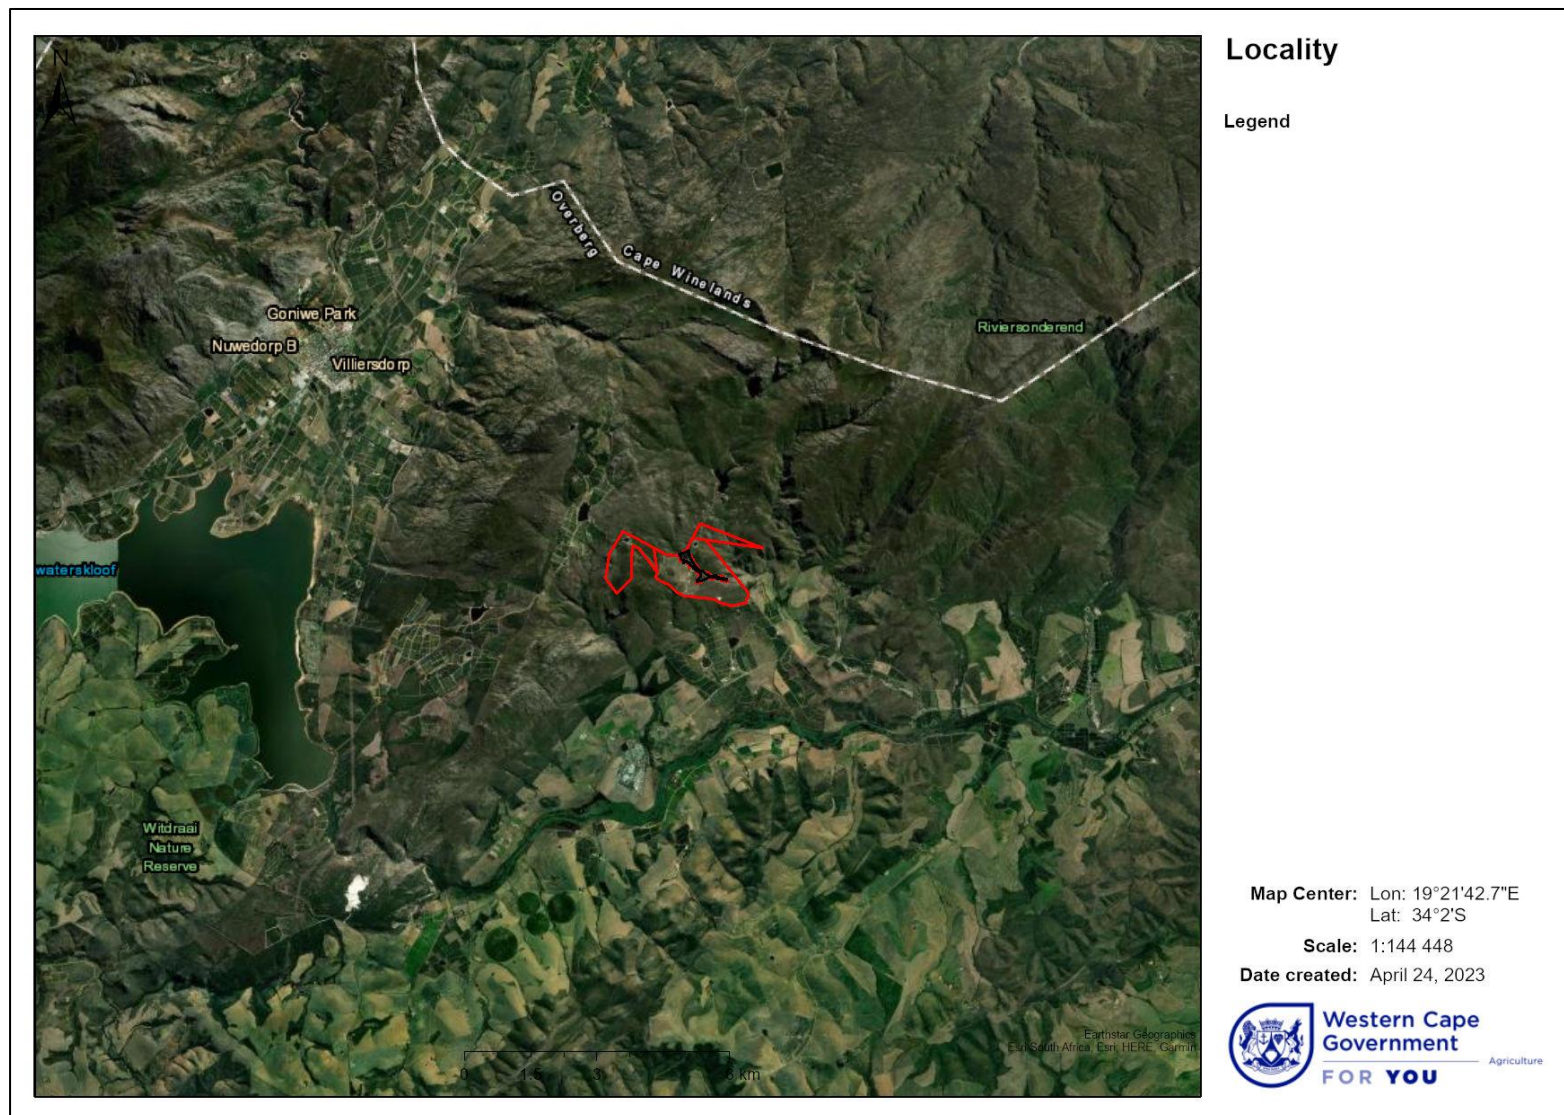 Locality
Legend
N
Overberg
Cape Winelands
Riviersonderend
Goniwe Park
Nuwedorp B
Villiersdorp
waterskloof
Witdraai
Nature
Reserve
Earthstar Geographics
Esri South Africa, Esri, HERE, Garmin
0 1.5 3 6 km
Map Center: Lon: 19°21'42.7"E
Lat: 34°2'S
Scale: 1:144 448
Date created: April 24, 2023
Western Cape
Government
Agriculture
FOR YOU